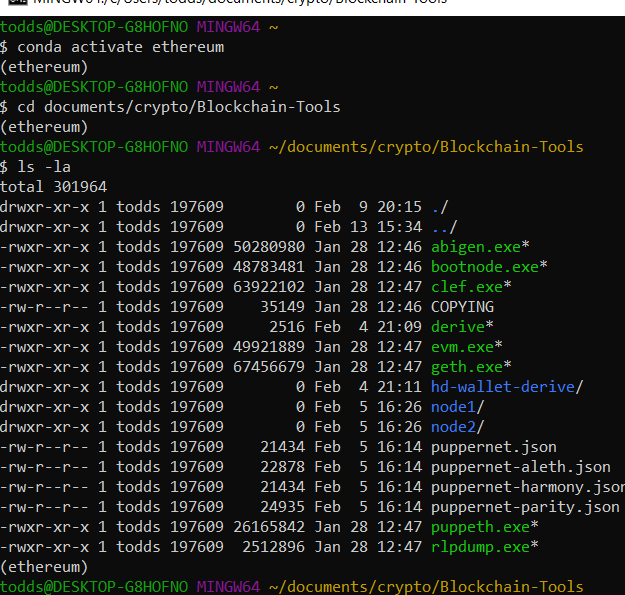 MINGW64:/c/Users/todds/documents/crypto/Blockchain-Tools
todds@DESKTOP-G8HOFNO MINGW64 ~
$ conda activate ethereum
(ethereum)
todds@DESKTOP-G8HOFNO MINGW64 ~
$ cd documents/crypto/Blockchain-Tools
(ethereum)
todds@DESKTOP-G8HOFNO MINGW64 ~/documents/crypto/Blockchain-Tools
$ ls -la
total 301964
drwxr-xr-x 1 todds 197609        0 Feb  9 20:15 ./
drwxr-xr-x 1 todds 197609        0 Feb 13 15:34 ../
-rwxr-xr-x 1 todds 197609 50280980 Jan 28 12:46 abigen.exe*
-rwxr-xr-x 1 todds 197609 48783481 Jan 28 12:46 bootnode.exe*
-rwxr-xr-x 1 todds 197609 63922102 Jan 28 12:47 clef.exe*
-rw-r--r-- 1 todds 197609    35149 Jan 28 12:46 COPYING
-rwxr-xr-x 1 todds 197609     2516 Feb  4 21:09 derive*
-rwxr-xr-x 1 todds 197609 49921889 Jan 28 12:47 evm.exe*
-rwxr-xr-x 1 todds 197609 67456679 Jan 28 12:47 geth.exe*
drwxr-xr-x 1 todds 197609        0 Feb  4 21:11 hd-wallet-derive/
drwxr-xr-x 1 todds 197609        0 Feb  5 16:26 node1/
drwxr-xr-x 1 todds 197609        0 Feb  5 16:26 node2/
-rw-r--r-- 1 todds 197609    21434 Feb  5 16:14 puppernet.json
-rw-r--r-- 1 todds 197609    22878 Feb  5 16:14 puppernet-aleth.json
-rw-r--r-- 1 todds 197609    21434 Feb  5 16:14 puppernet-harmony.json
-rw-r--r-- 1 todds 197609    24935 Feb  5 16:14 puppernet-parity.json
-rwxr-xr-x 1 todds 197609 26165842 Jan 28 12:47 puppeth.exe*
-rwxr-xr-x 1 todds 197609  2512896 Jan 28 12:47 rlpdump.exe*
(ethereum)
todds@DESKTOP-G8HOFNO MINGW64 ~/documents/crypto/Blockchain-Tools